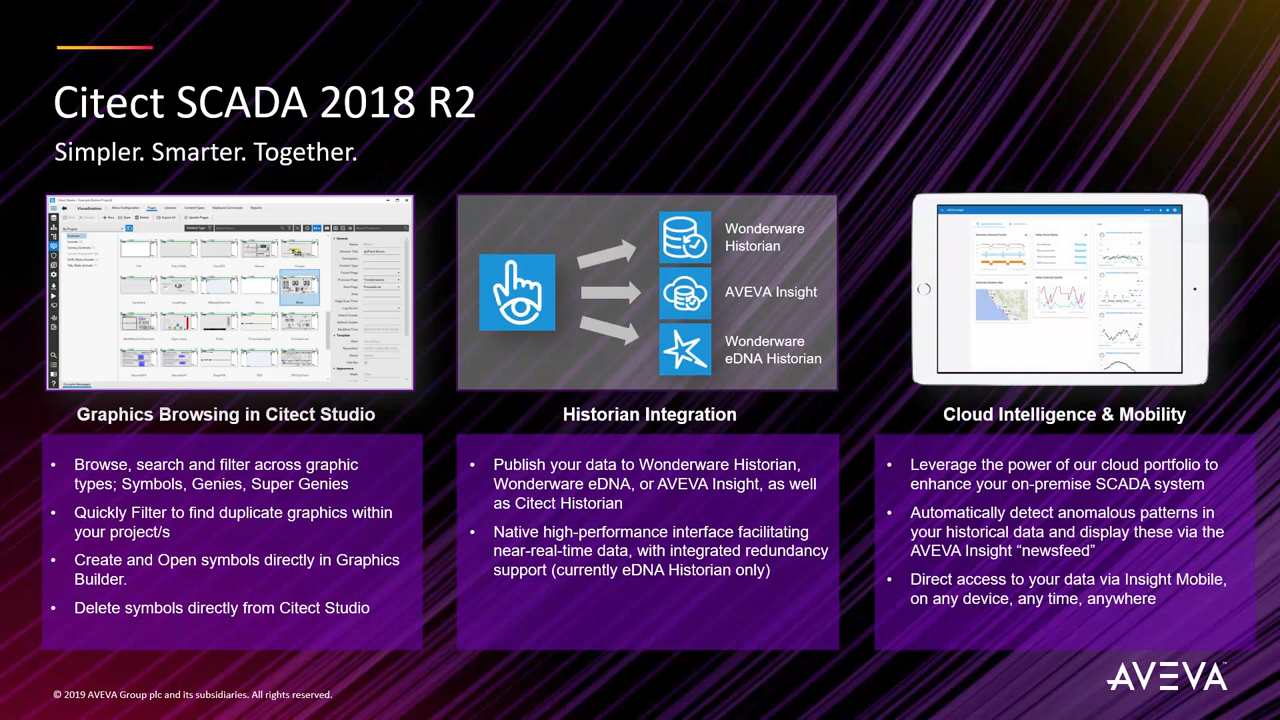 Citect SCADA 2018 R2
Simpler. Smarter. Together.
Visualization
Pages
Libraries
Content Types
Reports
Wonderware
Historian
AVEVA Insight
Wonderware
eDNA Historian
Graphics Browsing in Citect Studio
Historian Integration
Cloud Intelligence & Mobility
• Browse, search and filter across graphic
types; Symbols, Genies, Super Genies
• Quickly Filter to find duplicate graphics within
your project/s
• Create and Open symbols directly in Graphics
Builder.
• Delete symbols directly from Citect Studio
• Publish your data to Wonderware Historian,
Wonderware eDNA, or AVEVA Insight, as well
as Citect Historian
• Native high-performance interface facilitating
near-real-time data, with integrated redundancy
support (currently eDNA Historian only)
• Leverage the power of our cloud portfolio to
enhance your on-premise SCADA system
• Automatically detect anomalous patterns in
your historical data and display these via the
AVEVA Insight “newsfeed”
• Direct access to your data via Insight Mobile,
on any device, any time, anywhere
© 2019 AVEVA Group plc and its subsidiaries. All rights reserved.
AVEVA™